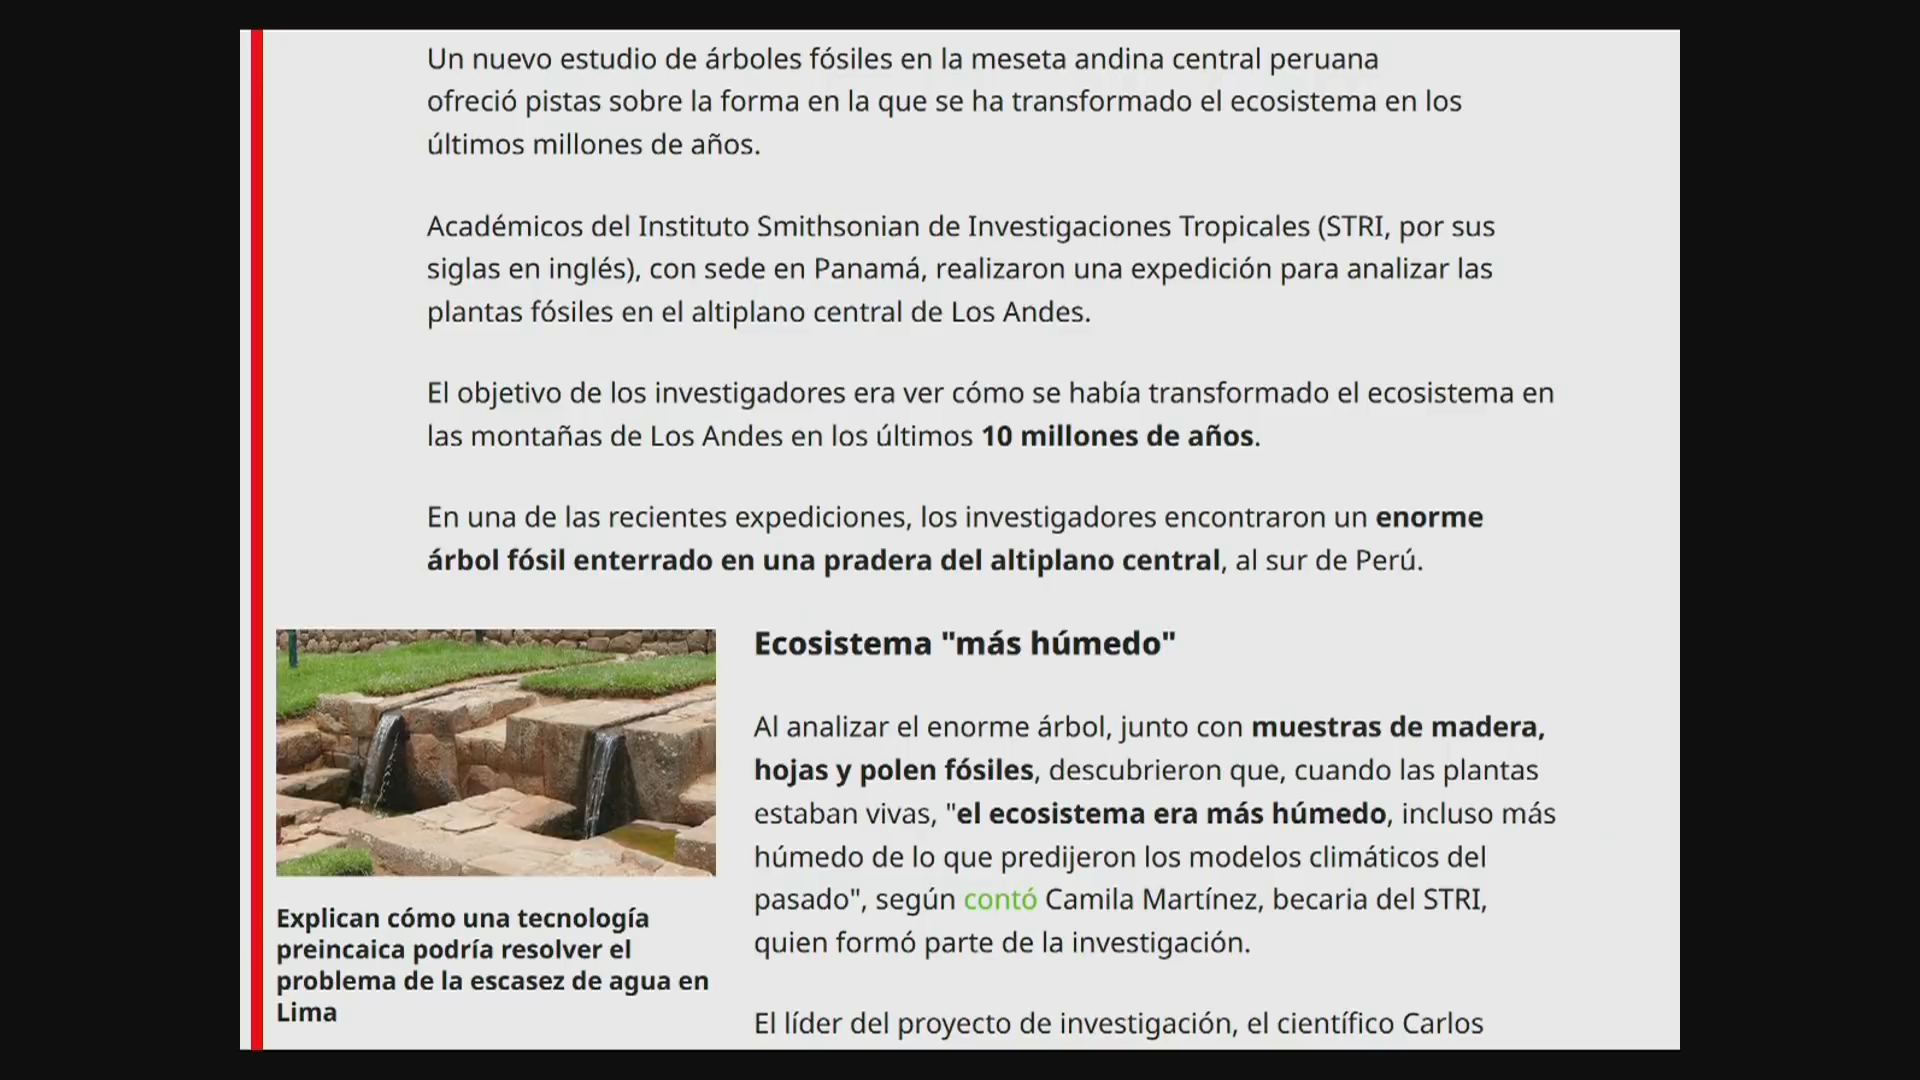 Un nuevo estudio de árboles fósiles en la meseta andina central peruana
ofreció pistas sobre la forma en la que se ha transformado el ecosistema en los
últimos millones de años.
Académicos del Instituto Smithsonian de Investigaciones Tropicales (STRI, por sus
siglas en inglés), con sede en Panamá, realizaron una expedición para analizar las
plantas fósiles en el altiplano central de Los Andes.
El objetivo de los investigadores era ver cómo se había transformado el ecosistema en
las montañas de Los Andes en los últimos 10 millones de años.
En una de las recientes expediciones, los investigadores encontraron un enorme
árbol fósil enterrado en una pradera del altiplano central, al sur de Perú.
Explican cómo una tecnología
preincaica podría resolver el
problema de la escasez de agua en
Lima
Ecosistema "más húmedo"
Al analizar el enorme árbol, junto con muestras de madera,
hojas y polen fósiles, descubrieron que, cuando las plantas
estaban vivas, "el ecosistema era más húmedo, incluso más
húmedo de lo que predijeron los modelos climáticos del
pasado", según contó Camila Martínez, becaria del STRI,
quien formó parte de la investigación.
El líder del proyecto de investigación, el científico Carlos